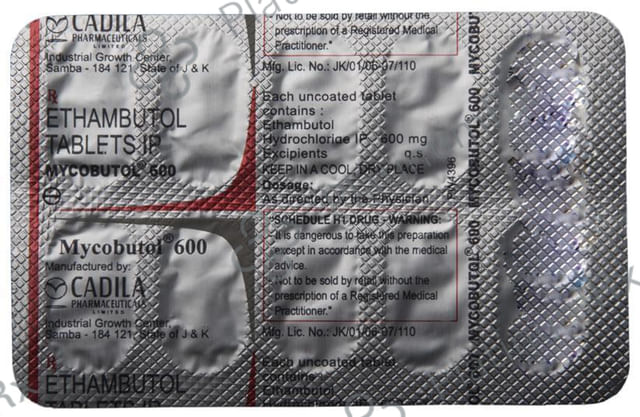 CADILA
PHARMACEUTICALS
LIMITED
Industrial Growth Center,
Samba - 184 121, State of J & K
Rx
ETHAMBUTOL
TABLETS IP
MYCOBUTOL® 600
Mycobutol® 600
Manufactured by:
CADILA
PHARMACEUTICALS
LIMITED
Industrial Growth Center,
Samba - 184 121, State of J & K
ETHAMBUTOL
TABLETS IP
- Not to be sold by retail without the
prescription of a Registered Medical
Practitioner."
Mfg. Lic. No.: JK/01/06-97/110
Each uncoated tablet
contains :
Ethambutol
Hydrochloride IP - 600 mg
Excipients q.s.
KEEP IN A COOL, DRY PLACE
Dosage:
As directed by the Physician.
"SCHEDULE H1 DRUG - WARNING:
- It is dangerous to take this preparation
except in accordance with the medical
advice.
- Not to be sold by retail without the
prescription of a Registered Medical
Practitioner."
Mfg. Lic. No.: JK/01/06-97/110
Each uncoated tablet
contains :
Ethambutol
MYCOBUTOL® 600
MYCOBUTOL® 600